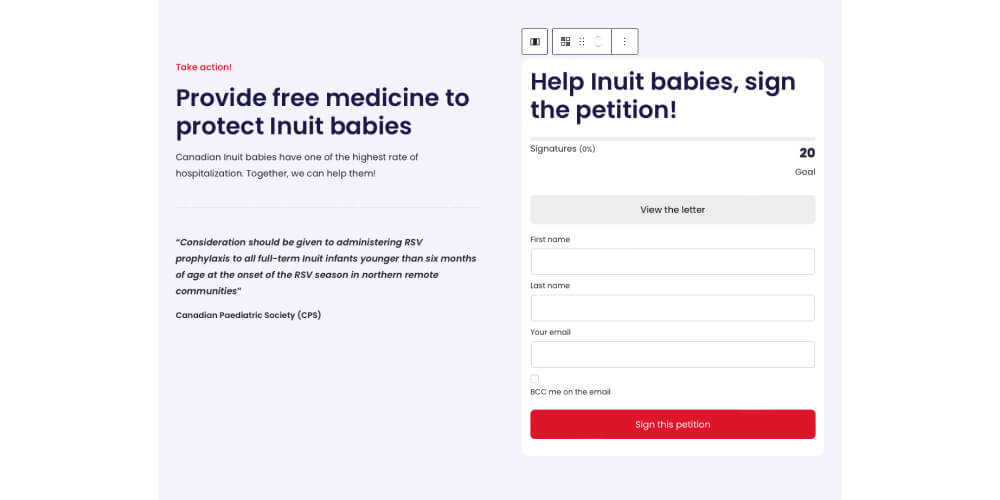 Take action!
Provide free medicine to
protect Inuit babies
Canadian Inuit babies have one of the highest rate of
hospitalization. Together, we can help them!
“Consideration should be given to administering RSV
prophylaxis to all full-term Inuit infants younger than six months
of age at the onset of the RSV season in northern remote
communities”
Canadian Paediatric Society (CPS)
Help Inuit babies, sign
the petition!
Signatures (0%)
20
Goal
View the letter
First name
Last name
Your email
BCC me on the email
Sign this petition